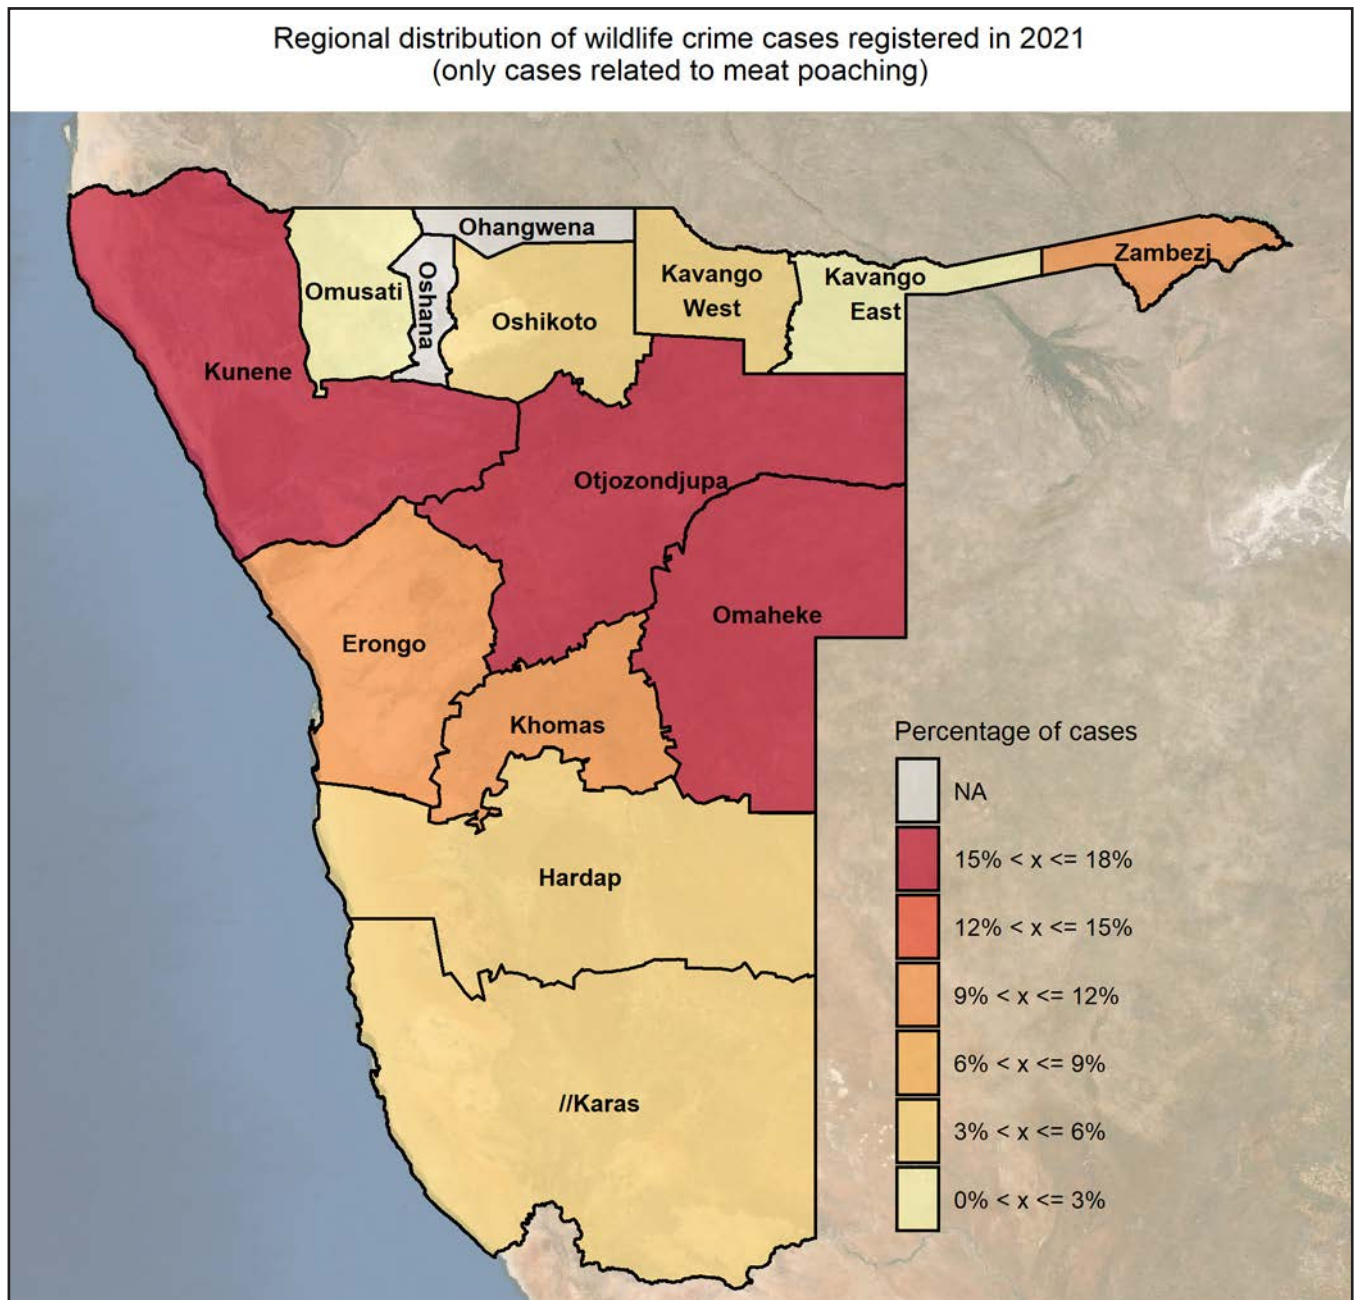 Regional distribution of wildlife crime cases registered in 2021
(only cases related to meat poaching)
Ohangwena
Zambezi
Kavango
West
Kavango
East
Omusati
Oshana
Oshikoto
Kunene
Otjozondjupa
Omaheke
Erongo
Khomas
Hardap
//Karas
Percentage of cases
NA
15% < x <= 18%
12% < x <= 15%
9% < x <= 12%
6% < x <= 9%
3% < x <= 6%
0% < x <= 3%